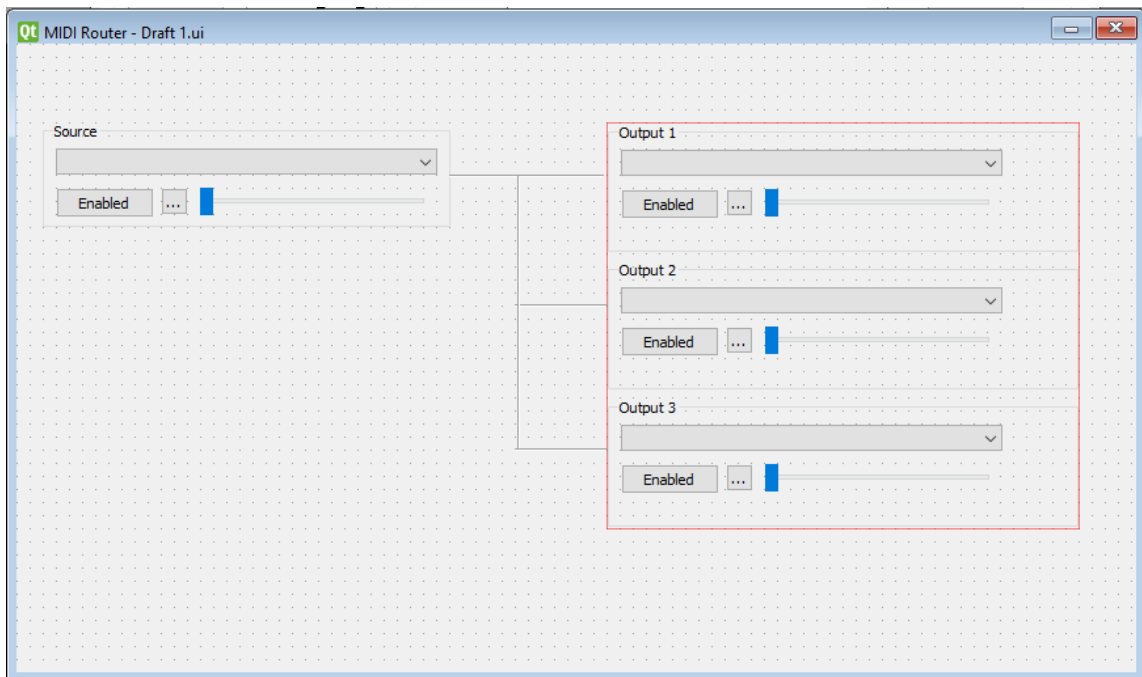 Qt MIDI Router - Draft 1.ui
Source
Enabled ...
Output 1
Enabled ...
Output 2
Enabled ...
Output 3
Enabled ...